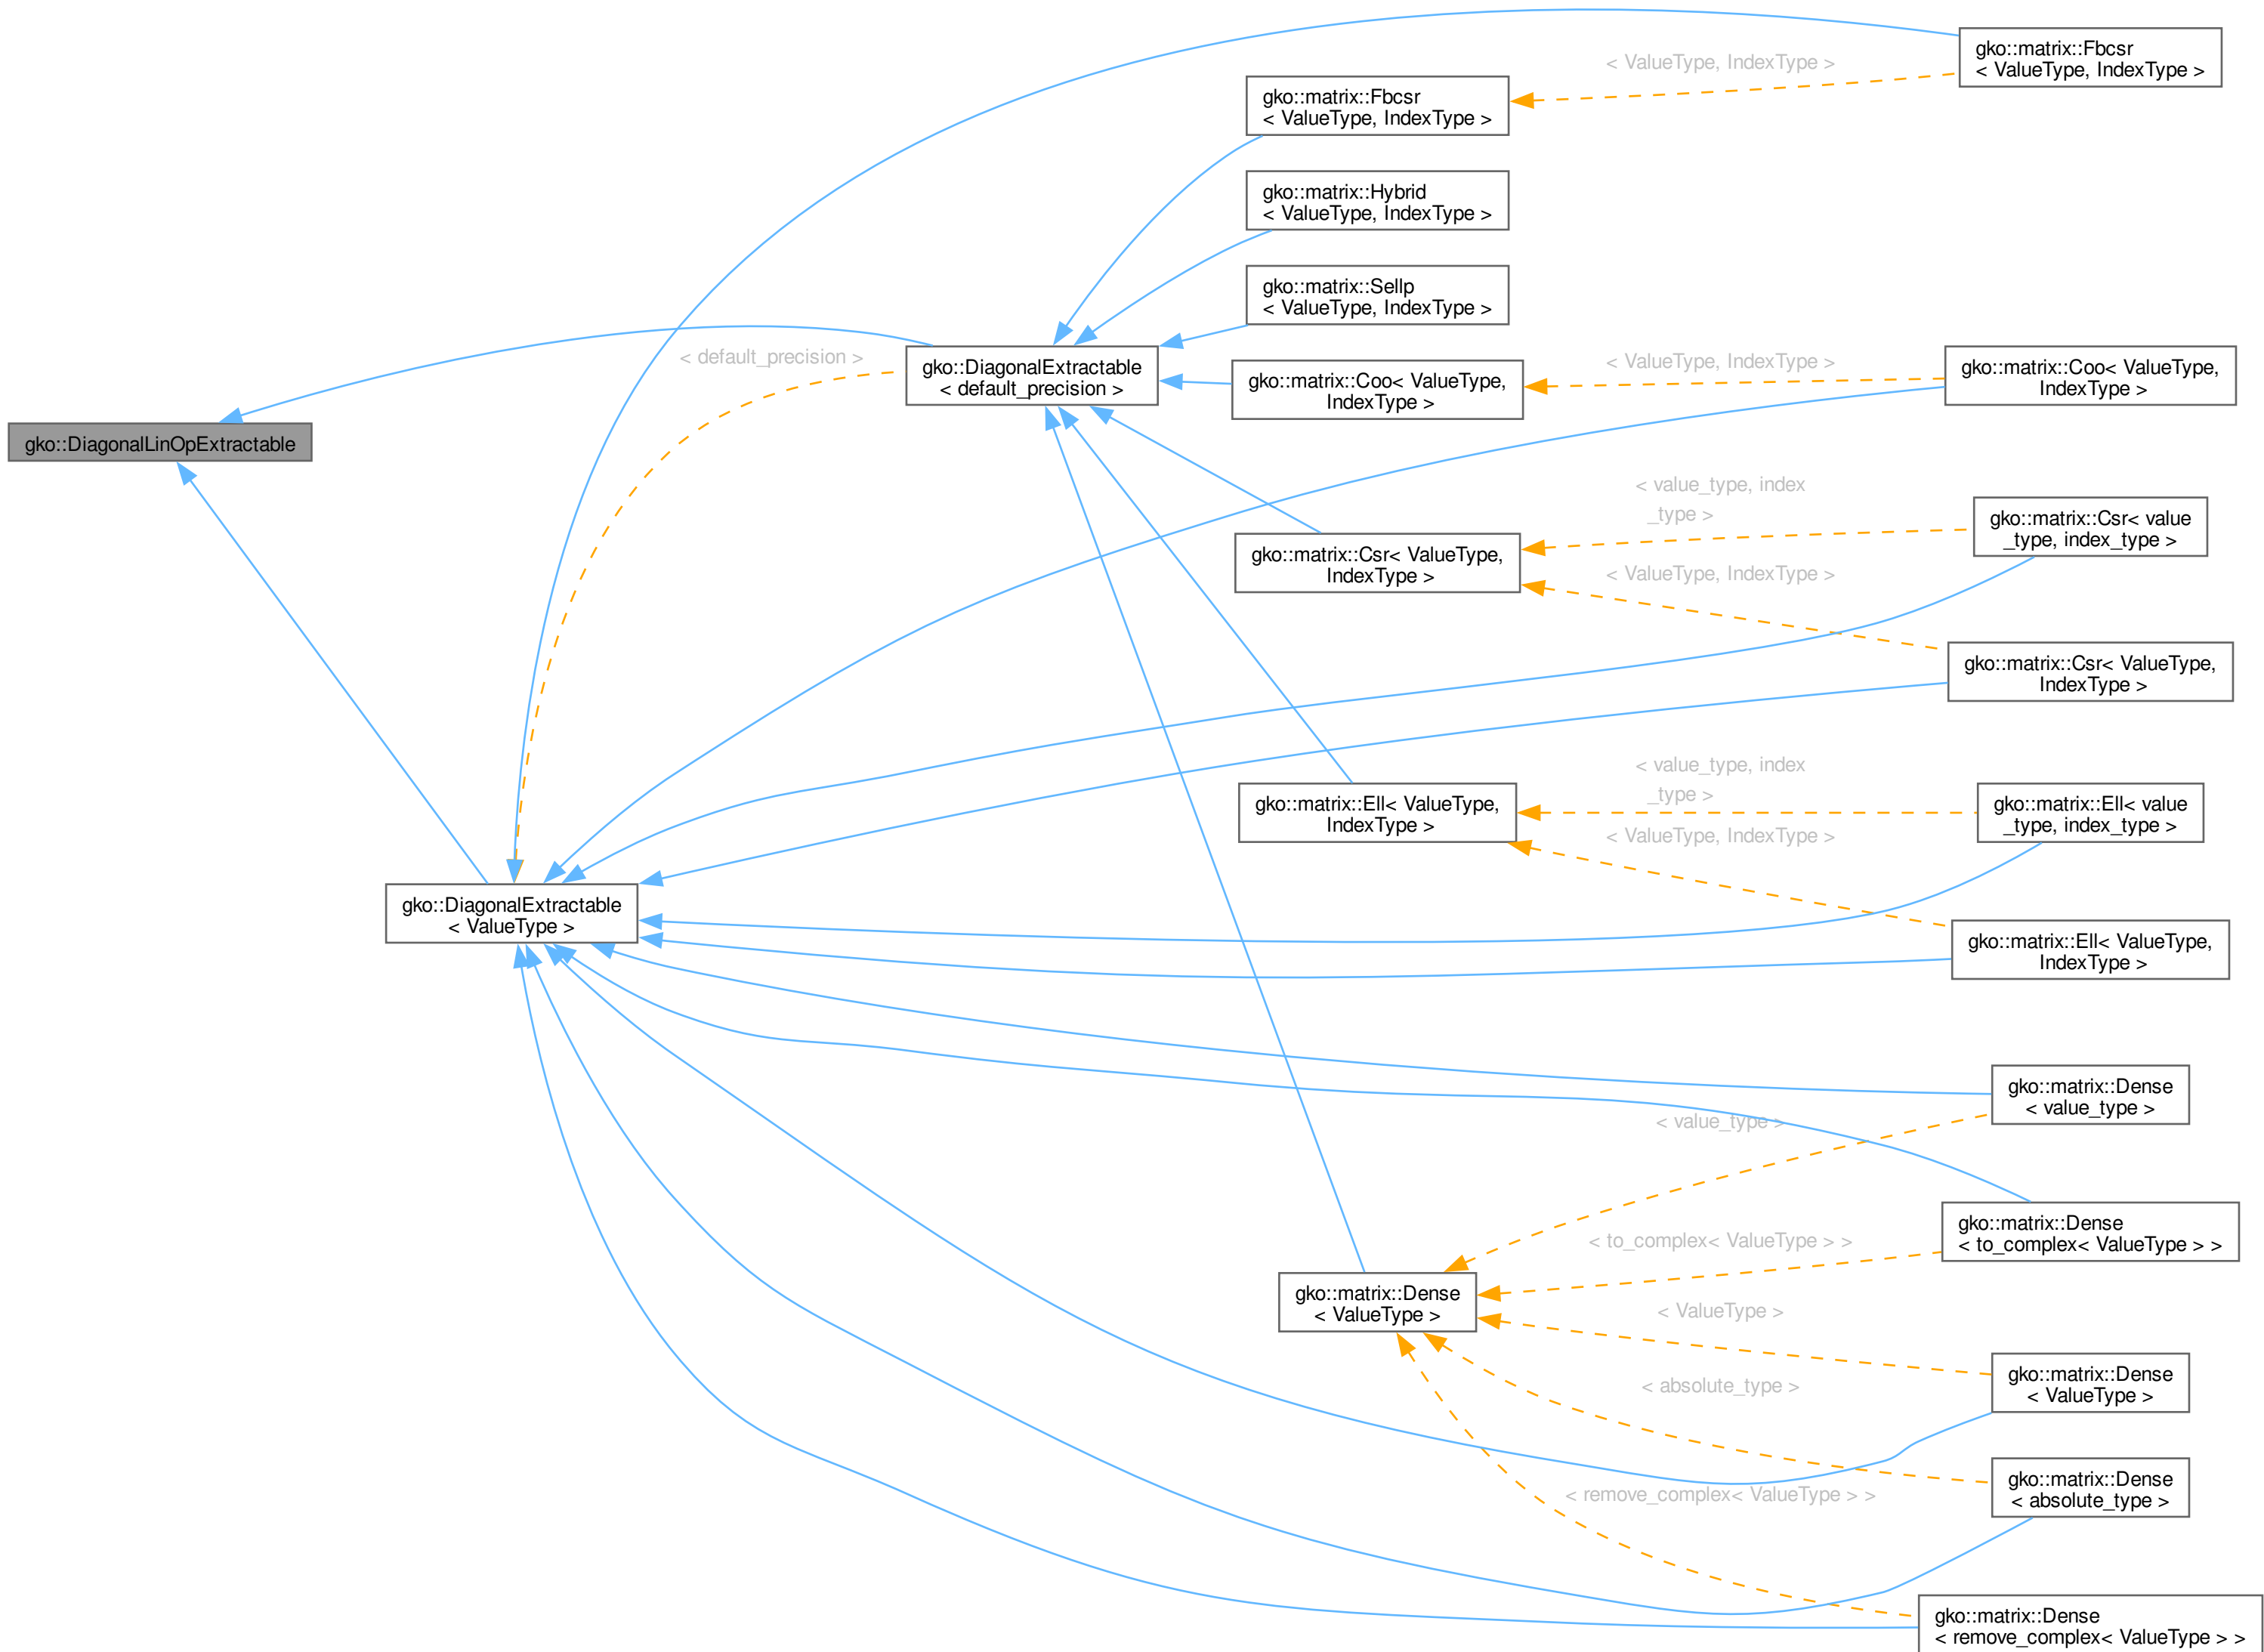 gko::matrix::Fbcsr
< ValueType, IndexType >
< ValueType, IndexType >
gko::matrix::Fbcsr
< ValueType, IndexType >
gko::matrix::Hybrid
< ValueType, IndexType >
gko::matrix::Sellp
< ValueType, IndexType >
< default_precision >
gko::DiagonalExtractable
< default_precision >
gko::matrix::Coo< ValueType,
IndexType >
< ValueType, IndexType >
gko::matrix::Coo< ValueType,
IndexType >
gko::DiagonalLinOpExtractable
< value_type, index
_type >
gko::matrix::Csr< value
_type, index_type >
gko::matrix::Csr< ValueType,
IndexType >
< ValueType, IndexType >
gko::matrix::Csr< ValueType,
IndexType >
< value_type, index
_type >
gko::matrix::Ell< ValueType,
IndexType >
gko::matrix::Ell< value
_type, index_type >
< ValueType, IndexType >
gko::DiagonalExtractable
< ValueType >
gko::matrix::Ell< ValueType,
IndexType >
gko::matrix::Dense
< value_type >
< value_type >
gko::matrix::Dense
< to_complex< ValueType > >
< to_complex< ValueType > >
gko::matrix::Dense
< ValueType >
< ValueType >
gko::matrix::Dense
< ValueType >
< absolute_type >
gko::matrix::Dense
< absolute_type >
< remove_complex< ValueType > >
gko::matrix::Dense
< remove_complex< ValueType > >